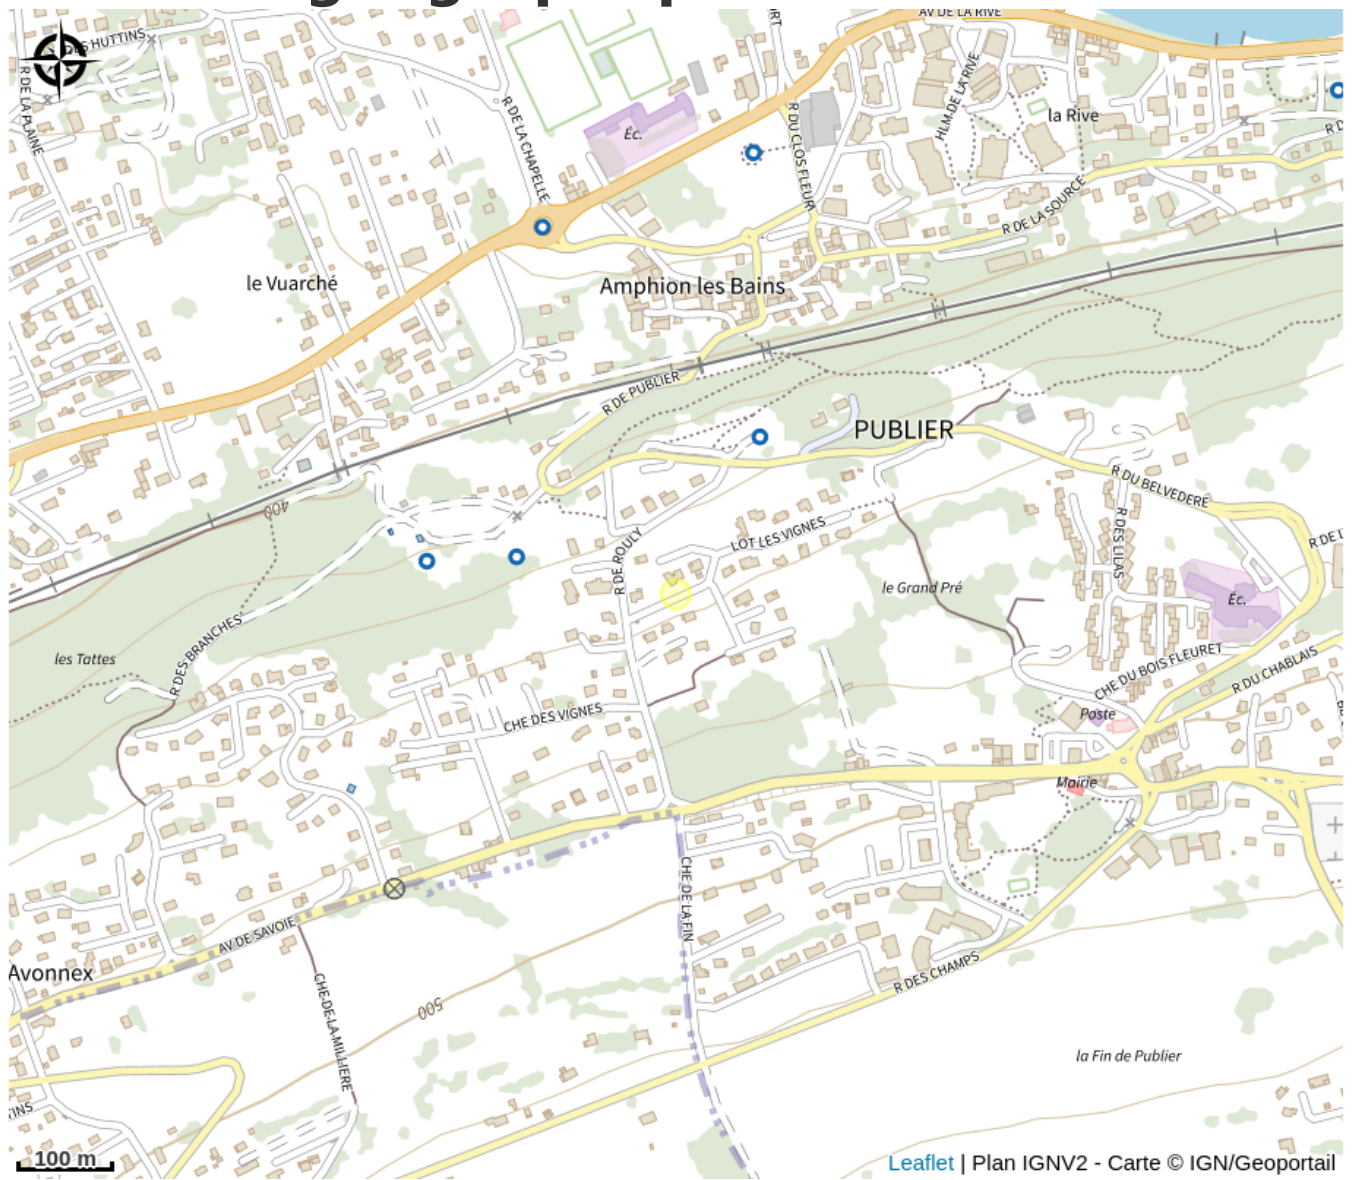 AV DE LA RIVE
DES HUTTINS
R DE LA PLAINE
R DE LA CHAPELLE
Éc.
R DU CLOS FLEURI
HLM DE LA RIVE
la Rive
R DE LA SOURCE
le Vuarché
Amphion les Bains
R DE PUBLIER
PUBLIER
R DU BELVEDERE
400
LOT LES VIGNES
R DES LILAS
R DE ROULY
le Grand Pré
Éc.
les Tattes
R DES BRANCHES
CHE DU BOIS FLEURET
R DU CHABLAIS
CHE DES VIGNES
Poste
Mairie
CHE DE LA FIN
AV DE SAVOIE
Avonnex
R DES CHAMPS
CHE DE LA MILLIERE
500
la Fin de Publier
TINS
100 m
Leaflet | Plan IGNV2 - Carte © IGN/Geoportail